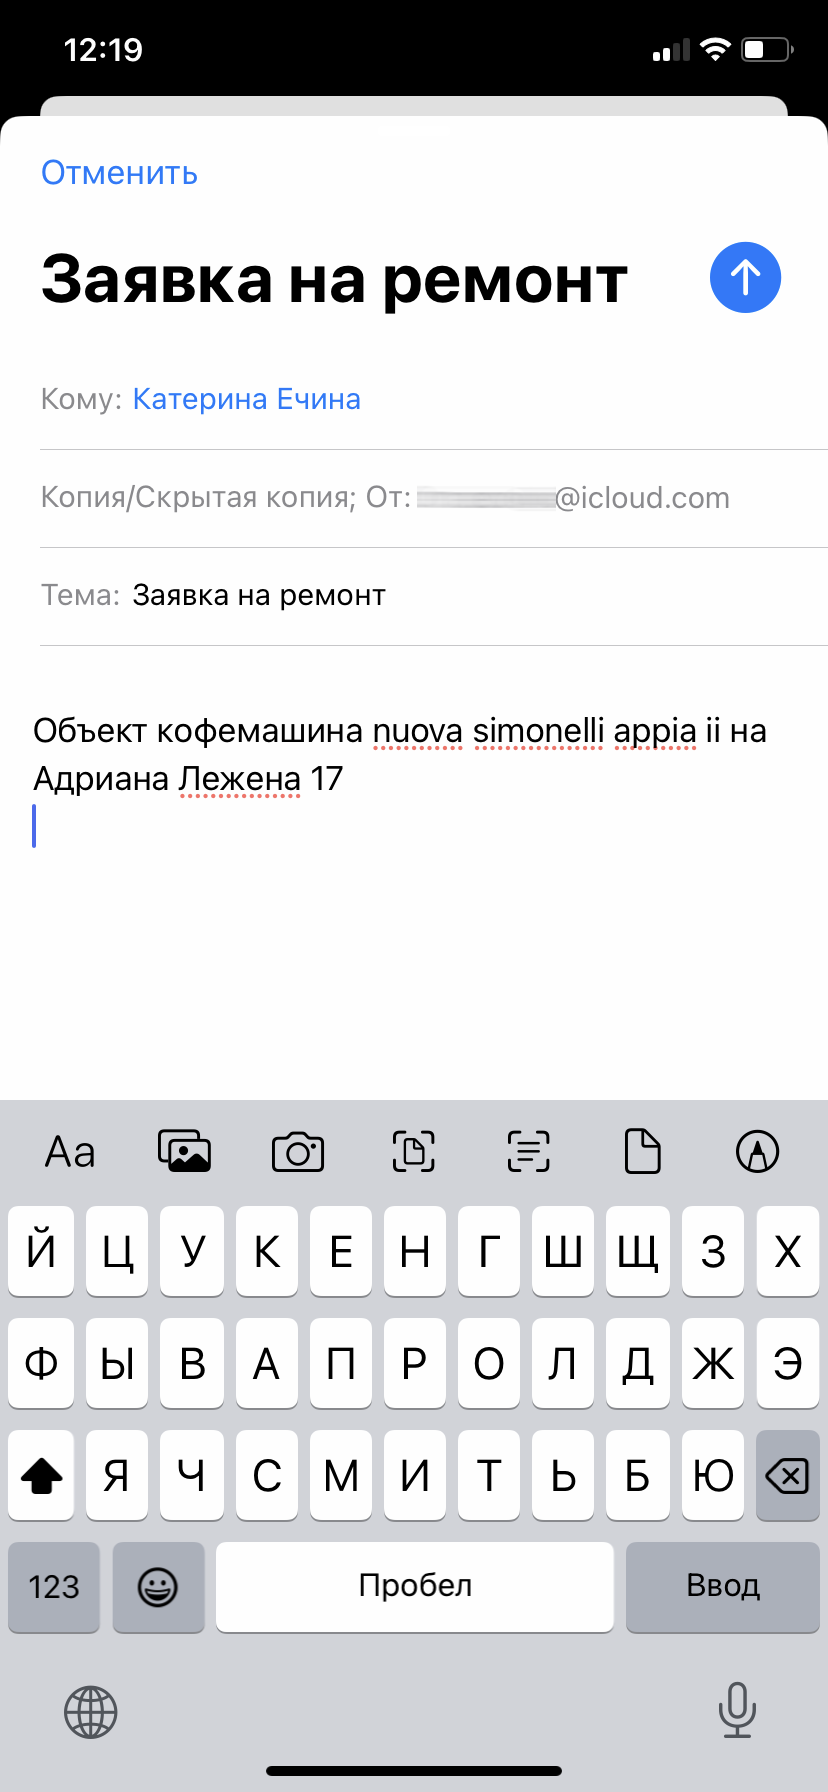 12:19
Отменить
Заявка на ремонт
Кому: Катерина Ечина
Копия/Скрытая копия; От: @icloud.com
Тема: Заявка на ремонт
Объект кофемашина nuova simonelli appia ii на
Адриана Лежена 17
Aa
Й Ц У К Е Н Г Ш Щ З Х
Ф Ы В А П Р О Л Д Ж Э
Я Ч С М И Т Ь Б Ю
123 Пробел Ввод